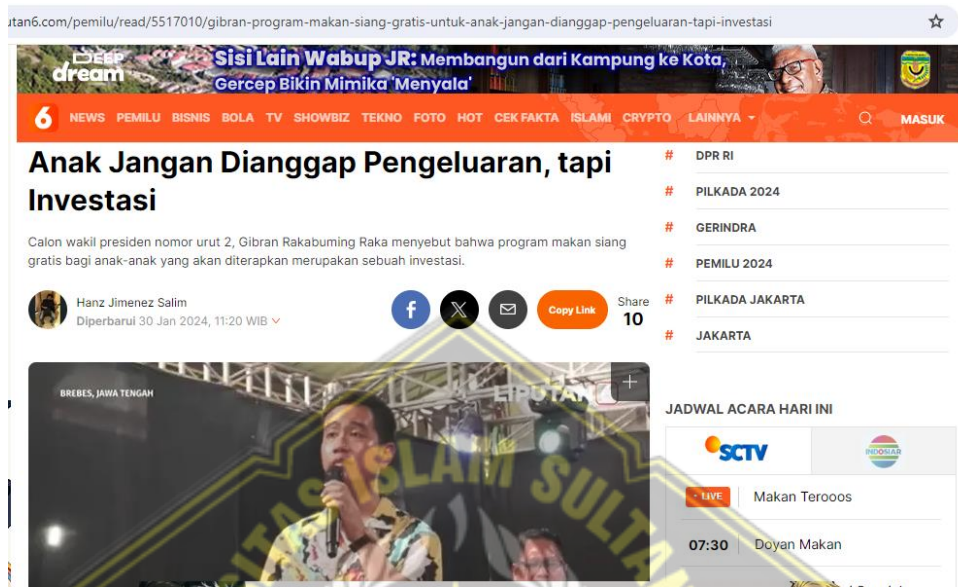 utan6.com/pemilu/read/5517010/gibran-program-makan-siang-gratis-untuk-anak-jangan-dianggap-pengeluaran-tapi-investasi
DEEP
dream
Sisi Lain Wabup JR: Membangun dari Kampung ke Kota,
Gercep Bikin Mimika 'Menyala'
6 NEWS PEMILU BISNIS BOLA TV SHOWBIZ TEKNO FOTO HOT CEK FAKTA ISLAMI CRYPTO LAINNYA MASUK
Anak Jangan Dianggap Pengeluaran, tapi
Investasi
Calon wakil presiden nomor urut 2, Gibran Rakabuming Raka menyebut bahwa program makan siang
gratis bagi anak-anak yang akan diterapkan merupakan sebuah investasi.
Hanz Jimenez Salim
Diperbarui 30 Jan 2024, 11:20 WIB
Copy Link
Share
10
BREBES, JAWA TENGAH
LIPUTAN 6
ISLAM SUL
# DPR RI
# PILKADA 2024
# GERINDRA
# PEMILU 2024
# PILKADA JAKARTA
# JAKARTA
JADWAL ACARA HARI INI
SCTV
INDOSIAR
LIVE Makan Terooos
07:30 Doyan Makan